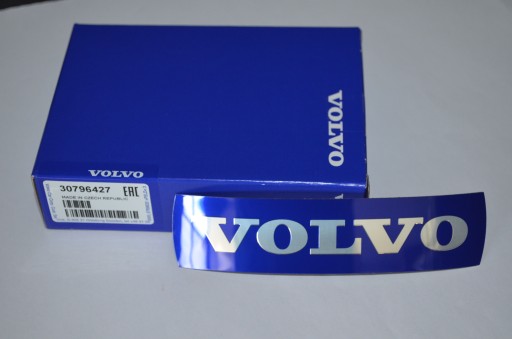 VOLVO
VOLVO
30796427
EAC
MADE IN CZECH REPUBLIC
VOLVO